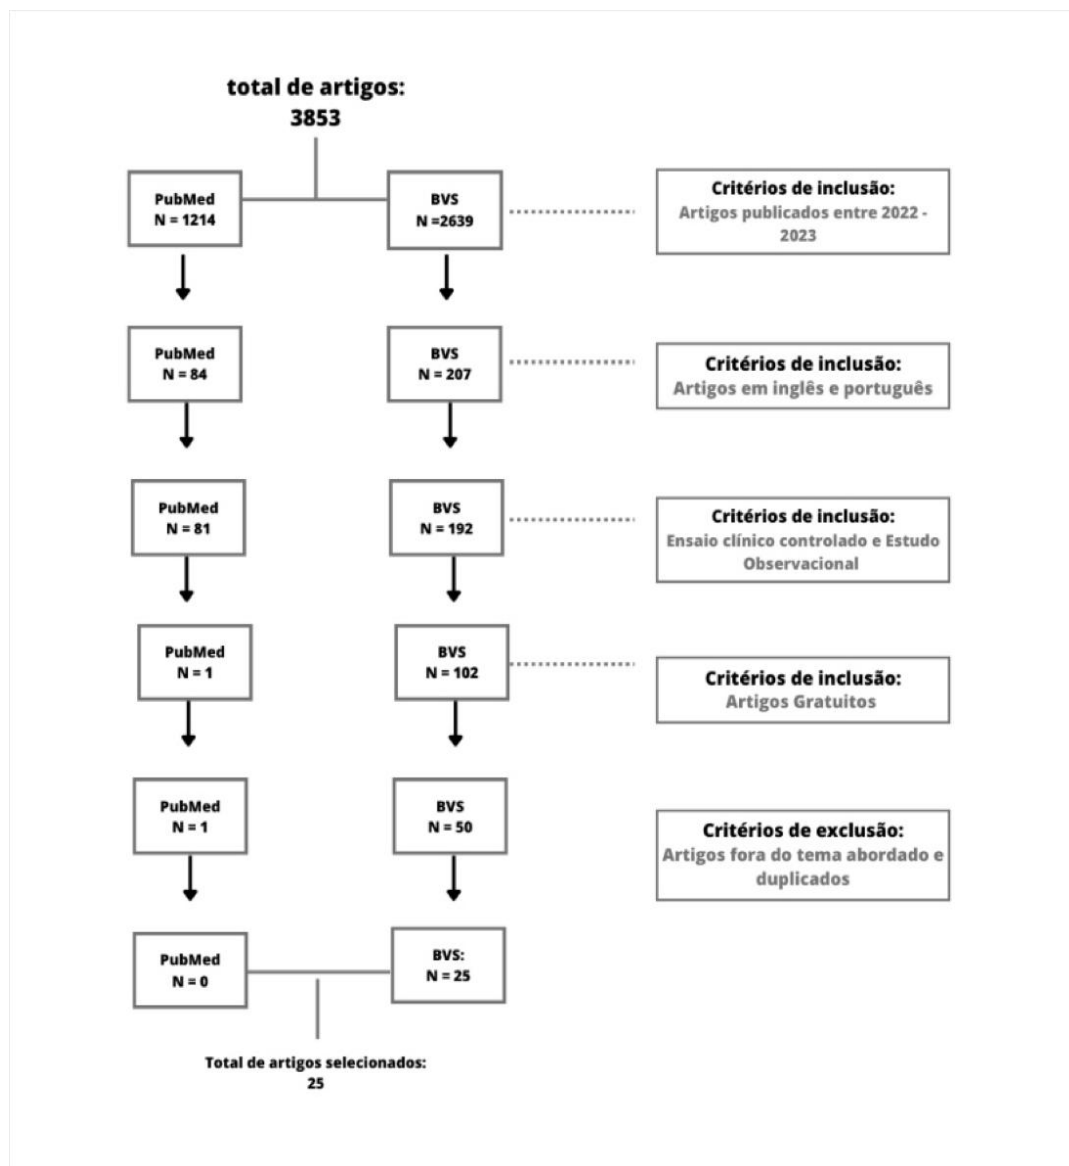 total de artigos:
3853
PubMed
N = 1214
BVS
N =2639
Critérios de inclusão:
Artigos publicados entre 2022 -
2023
PubMed
N = 84
BVS
N = 207
Critérios de inclusão:
Artigos em inglês e português
PubMed
N = 81
BVS
N = 192
Critérios de inclusão:
Ensaio clínico controlado e Estudo
Observacional
PubMed
N = 1
BVS
N = 102
Critérios de inclusão:
Artigos Gratuitos
PubMed
N = 1
BVS
N = 50
Critérios de exclusão:
Artigos fora do tema abordado e
duplicados
PubMed
N = 0
BVS:
N = 25
Total de artigos selecionados:
25